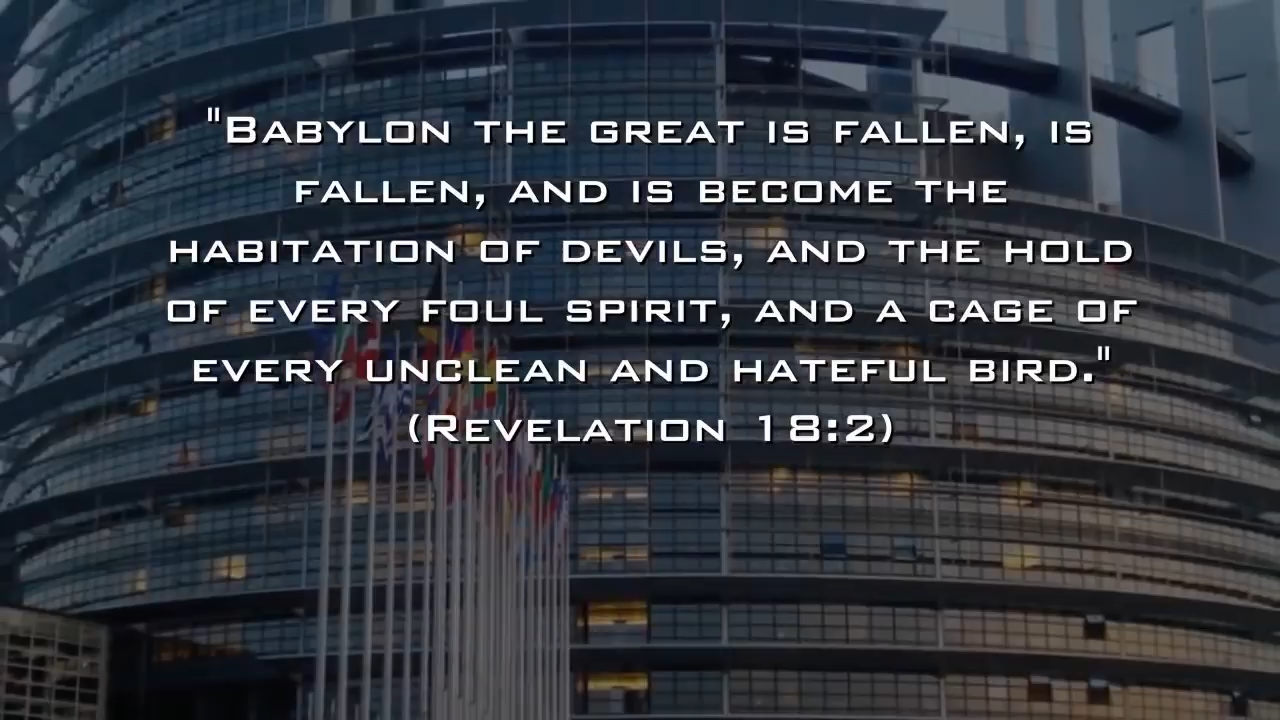 "Babylon the great is fallen, is
fallen, and is become the
habitation of devils, and the hold
of every foul spirit, and a cage of
every unclean and hateful bird."
(Revelation 18:2)